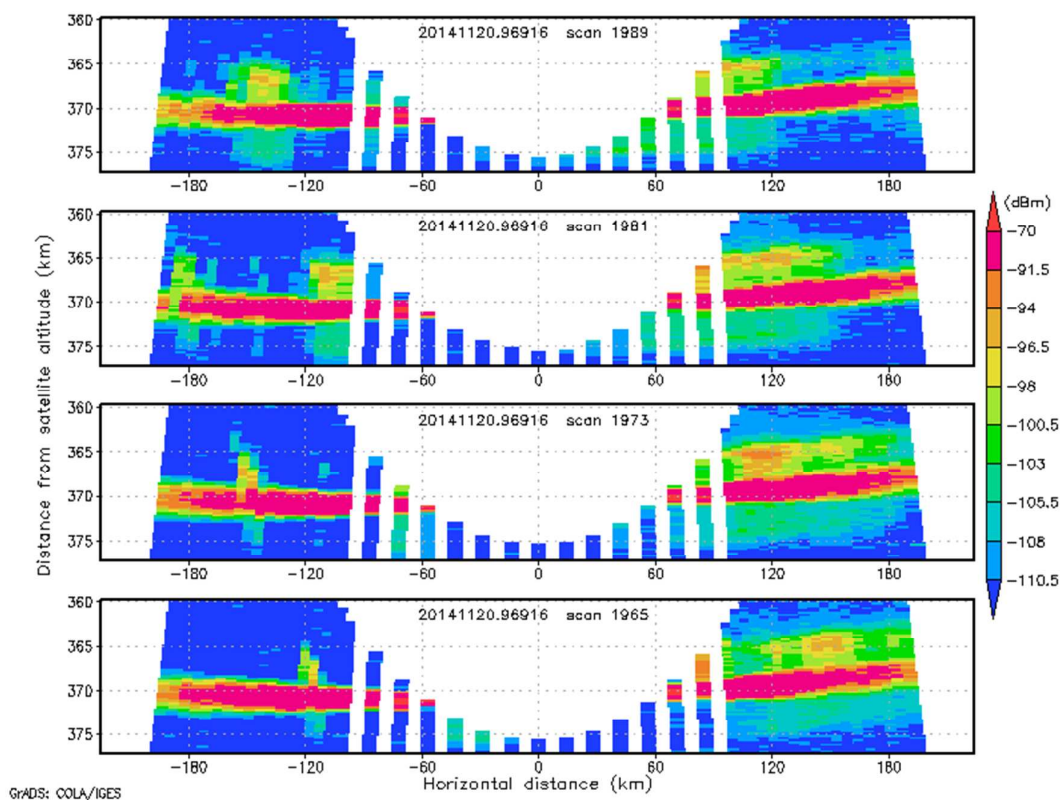 20141120.96916 scan 1989
360
365
370
375
-180 -120 -60 0 60 120 180
20141120.96916 scan 1981
360
365
370
375
-180 -120 -60 0 60 120 180
20141120.96916 scan 1973
360
365
370
375
-180 -120 -60 0 60 120 180
20141120.96916 scan 1965
360
365
370
375
-180 -120 -60 0 60 120 180
Distance from satellite altitude (km)
Horizontal distance (km)
(dBm)
-70
-91.5
-94
-96.5
-98
-100.5
-103
-105.5
-108
-110.5
GrADS: COLA/IGES